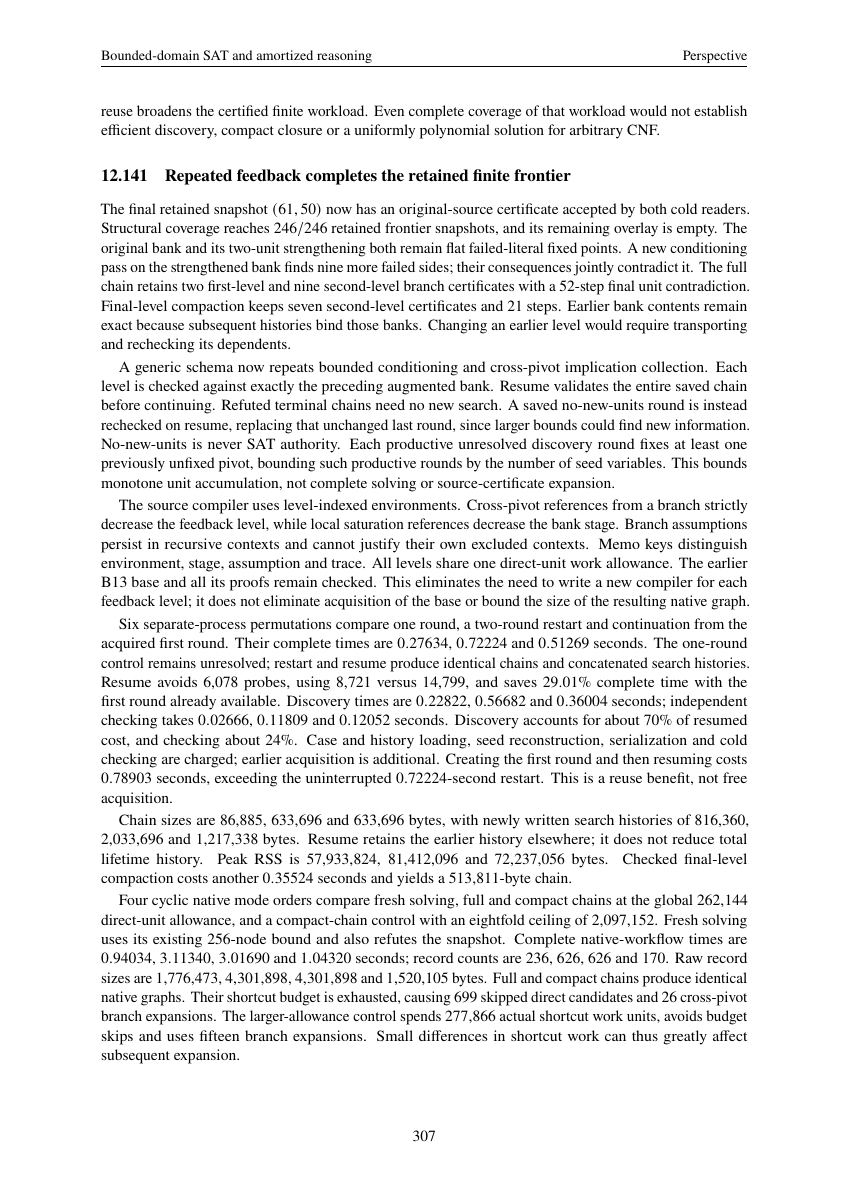 Bounded-domain SAT and amortized reasoning Perspective
reuse broadens the certified finite workload. Even complete coverage of that workload would not establish
efficient discovery, compact closure or a uniformly polynomial solution for arbitrary CNF.
12.141 Repeated feedback completes the retained finite frontier
The final retained snapshot (61, 50) now has an original-source certificate accepted by both cold readers.
Structural coverage reaches 246/246 retained frontier snapshots, and its remaining overlay is empty. The
original bank and its two-unit strengthening both remain flat failed-literal fixed points. A new conditioning
pass on the strengthened bank finds nine more failed sides; their consequences jointly contradict it. The full
chain retains two first-level and nine second-level branch certificates with a 52-step final unit contradiction.
Final-level compaction keeps seven second-level certificates and 21 steps. Earlier bank contents remain
exact because subsequent histories bind those banks. Changing an earlier level would require transporting
and rechecking its dependents.
A generic schema now repeats bounded conditioning and cross-pivot implication collection. Each
level is checked against exactly the preceding augmented bank. Resume validates the entire saved chain
before continuing. Refuted terminal chains need no new search. A saved no-new-units round is instead
rechecked on resume, replacing that unchanged last round, since larger bounds could find new information.
No-new-units is never SAT authority. Each productive unresolved discovery round fixes at least one
previously unfixed pivot, bounding such productive rounds by the number of seed variables. This bounds
monotone unit accumulation, not complete solving or source-certificate expansion.
The source compiler uses level-indexed environments. Cross-pivot references from a branch strictly
decrease the feedback level, while local saturation references decrease the bank stage. Branch assumptions
persist in recursive contexts and cannot justify their own excluded contexts. Memo keys distinguish
environment, stage, assumption and trace. All levels share one direct-unit work allowance. The earlier
B13 base and all its proofs remain checked. This eliminates the need to write a new compiler for each
feedback level; it does not eliminate acquisition of the base or bound the size of the resulting native graph.
Six separate-process permutations compare one round, a two-round restart and continuation from the
acquired first round. Their complete times are 0.27634, 0.72224 and 0.51269 seconds. The one-round
control remains unresolved; restart and resume produce identical chains and concatenated search histories.
Resume avoids 6,078 probes, using 8,721 versus 14,799, and saves 29.01% complete time with the
first round already available. Discovery times are 0.22822, 0.56682 and 0.36004 seconds; independent
checking takes 0.02666, 0.11809 and 0.12052 seconds. Discovery accounts for about 70% of resumed
cost, and checking about 24%. Case and history loading, seed reconstruction, serialization and cold
checking are charged; earlier acquisition is additional. Creating the first round and then resuming costs
0.78903 seconds, exceeding the uninterrupted 0.72224-second restart. This is a reuse benefit, not free
acquisition.
Chain sizes are 86,885, 633,696 and 633,696 bytes, with newly written search histories of 816,360,
2,033,696 and 1,217,338 bytes. Resume retains the earlier history elsewhere; it does not reduce total
lifetime history. Peak RSS is 57,933,824, 81,412,096 and 72,237,056 bytes. Checked final-level
compaction costs another 0.35524 seconds and yields a 513,811-byte chain.
Four cyclic native mode orders compare fresh solving, full and compact chains at the global 262,144
direct-unit allowance, and a compact-chain control with an eightfold ceiling of 2,097,152. Fresh solving
uses its existing 256-node bound and also refutes the snapshot. Complete native-workflow times are
0.94034, 3.11340, 3.01690 and 1.04320 seconds; record counts are 236, 626, 626 and 170. Raw record
sizes are 1,776,473, 4,301,898, 4,301,898 and 1,520,105 bytes. Full and compact chains produce identical
native graphs. Their shortcut budget is exhausted, causing 699 skipped direct candidates and 26 cross-pivot
branch expansions. The larger-allowance control spends 277,866 actual shortcut work units, avoids budget
skips and uses fifteen branch expansions. Small differences in shortcut work can thus greatly affect
subsequent expansion.
307